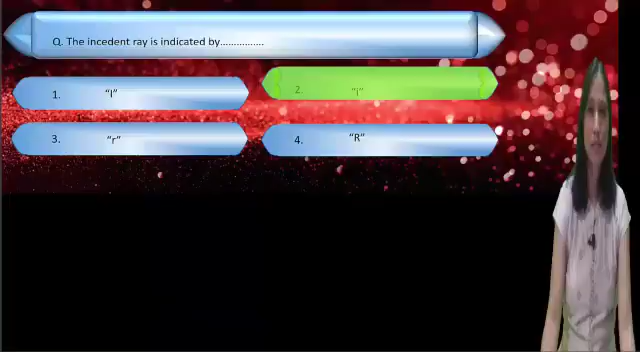 Q. The incedent ray is indicated by……………
1. “I”
2. “i”
3. “r”
4. “R”